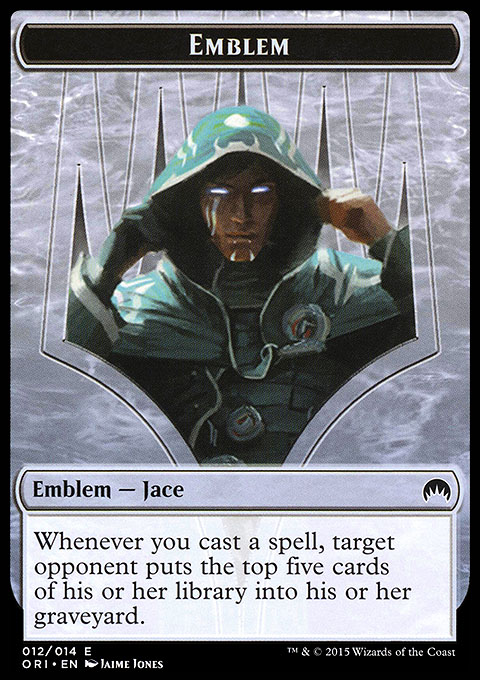 EMBLEM
Emblem — Jace
Whenever you cast a spell, target
opponent puts the top five cards
of his or her library into his or her
graveyard.
012/014 E
ORI • EN JAIME JONES
™ & © 2015 Wizards of the Coast